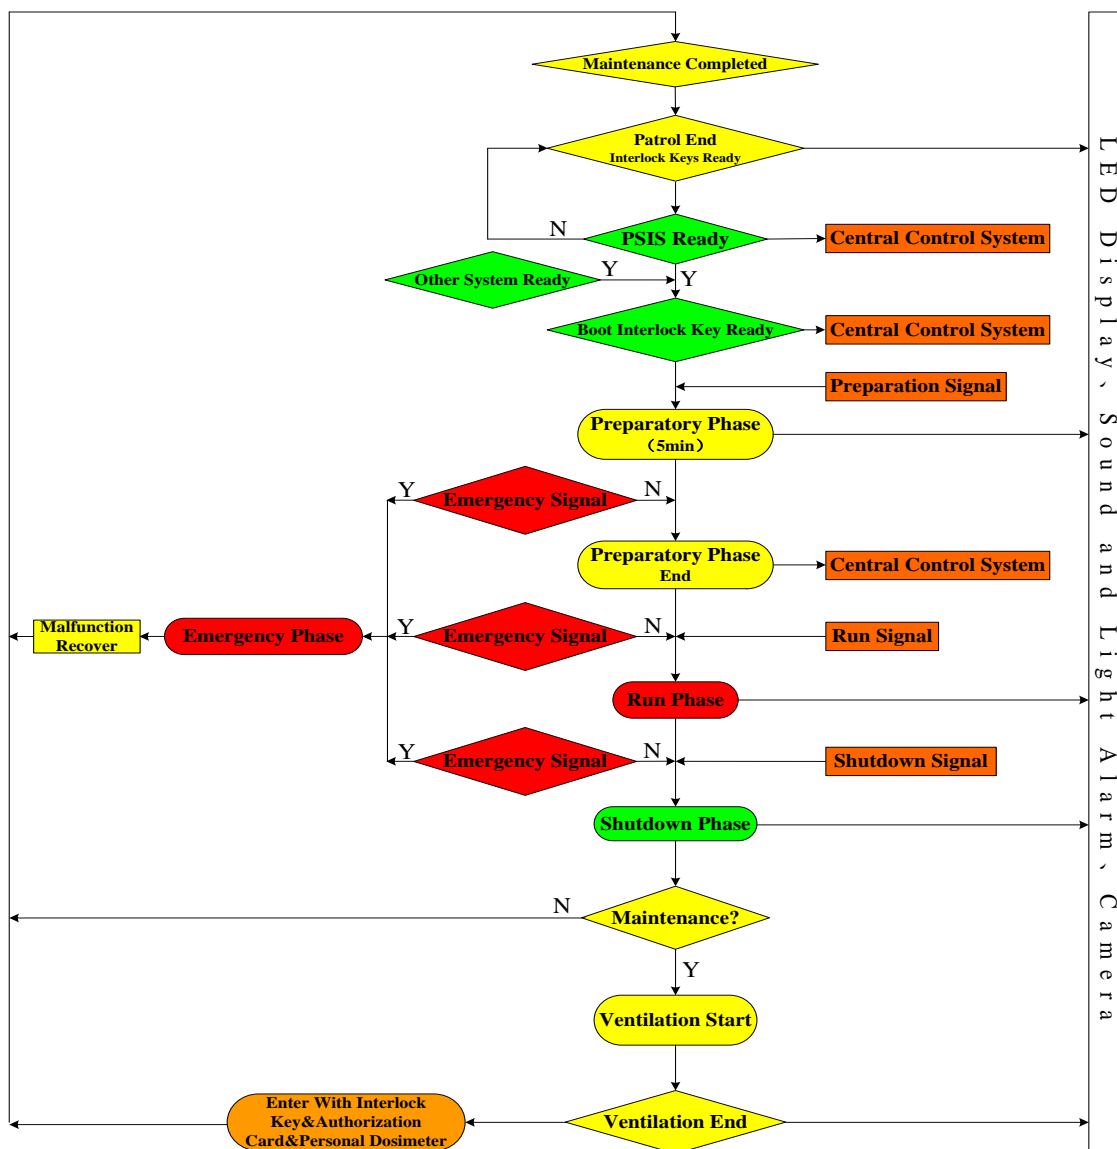 Maintenance Completed
Patrol End
Interlock Keys Ready
N
PSIS Ready
Central Control System
Other System Ready
Y
Y
Boot Interlock Key Ready
Central Control System
Preparation Signal
Preparatory Phase
（5min）
Y
Emergency Signal
N
Preparatory Phase
End
Central Control System
Malfunction
Recover
Emergency Phase
Y
Emergency Signal
N
Run Signal
Run Phase
Y
Emergency Signal
N
Shutdown Signal
Shutdown Phase
N
Maintenance?
Y
Ventilation Start
Enter With Interlock
Key&Authorization
Card&Personal Dosimeter
Ventilation End
LED Display、Sound and Light Alarm、Camera